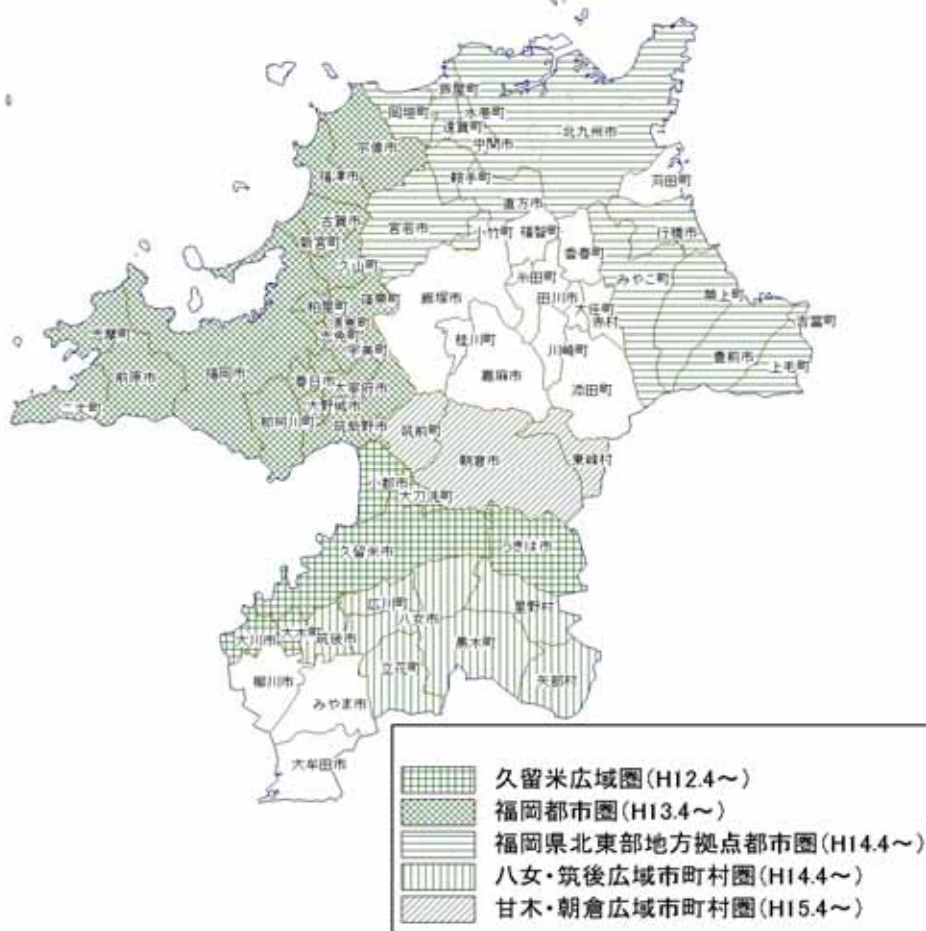 芦屋町
岡垣町
水巻町
遠賀町
北九州市
宗像市
中間市
苅田町
福津市
鞍手町
直方市
古賀市
宮若市
小竹町
福智町
行橋市
新宮町
香春町
久山町
糸田町
みやこ町
飯塚市
田川市
築上町
粕屋町
篠栗町
大任町
吉富町
赤村
志摩町
須恵町
志免町
桂川町
川崎町
豊前市
宇美町
上毛町
前原市
福岡市
嘉麻市
添田町
春日市
太宰府市
二丈町
大野城市
那珂川町
筑紫野市
筑前町
朝倉市
東峰村
小郡市
大刀洗町
久留米市
うきは市
広川町
星野村
八女市
大川市
大木町
筑後市
黒木町
立花町
矢部村
柳川市
みやま市
大牟田市
久留米広域圏(H12.4~)
福岡都市圏(H13.4~)
福岡県北東部地方拠点都市圏(H14.4~)
八女・筑後広域市町村圏(H14.4~)
甘木・朝倉広域市町村圏(H15.4~)